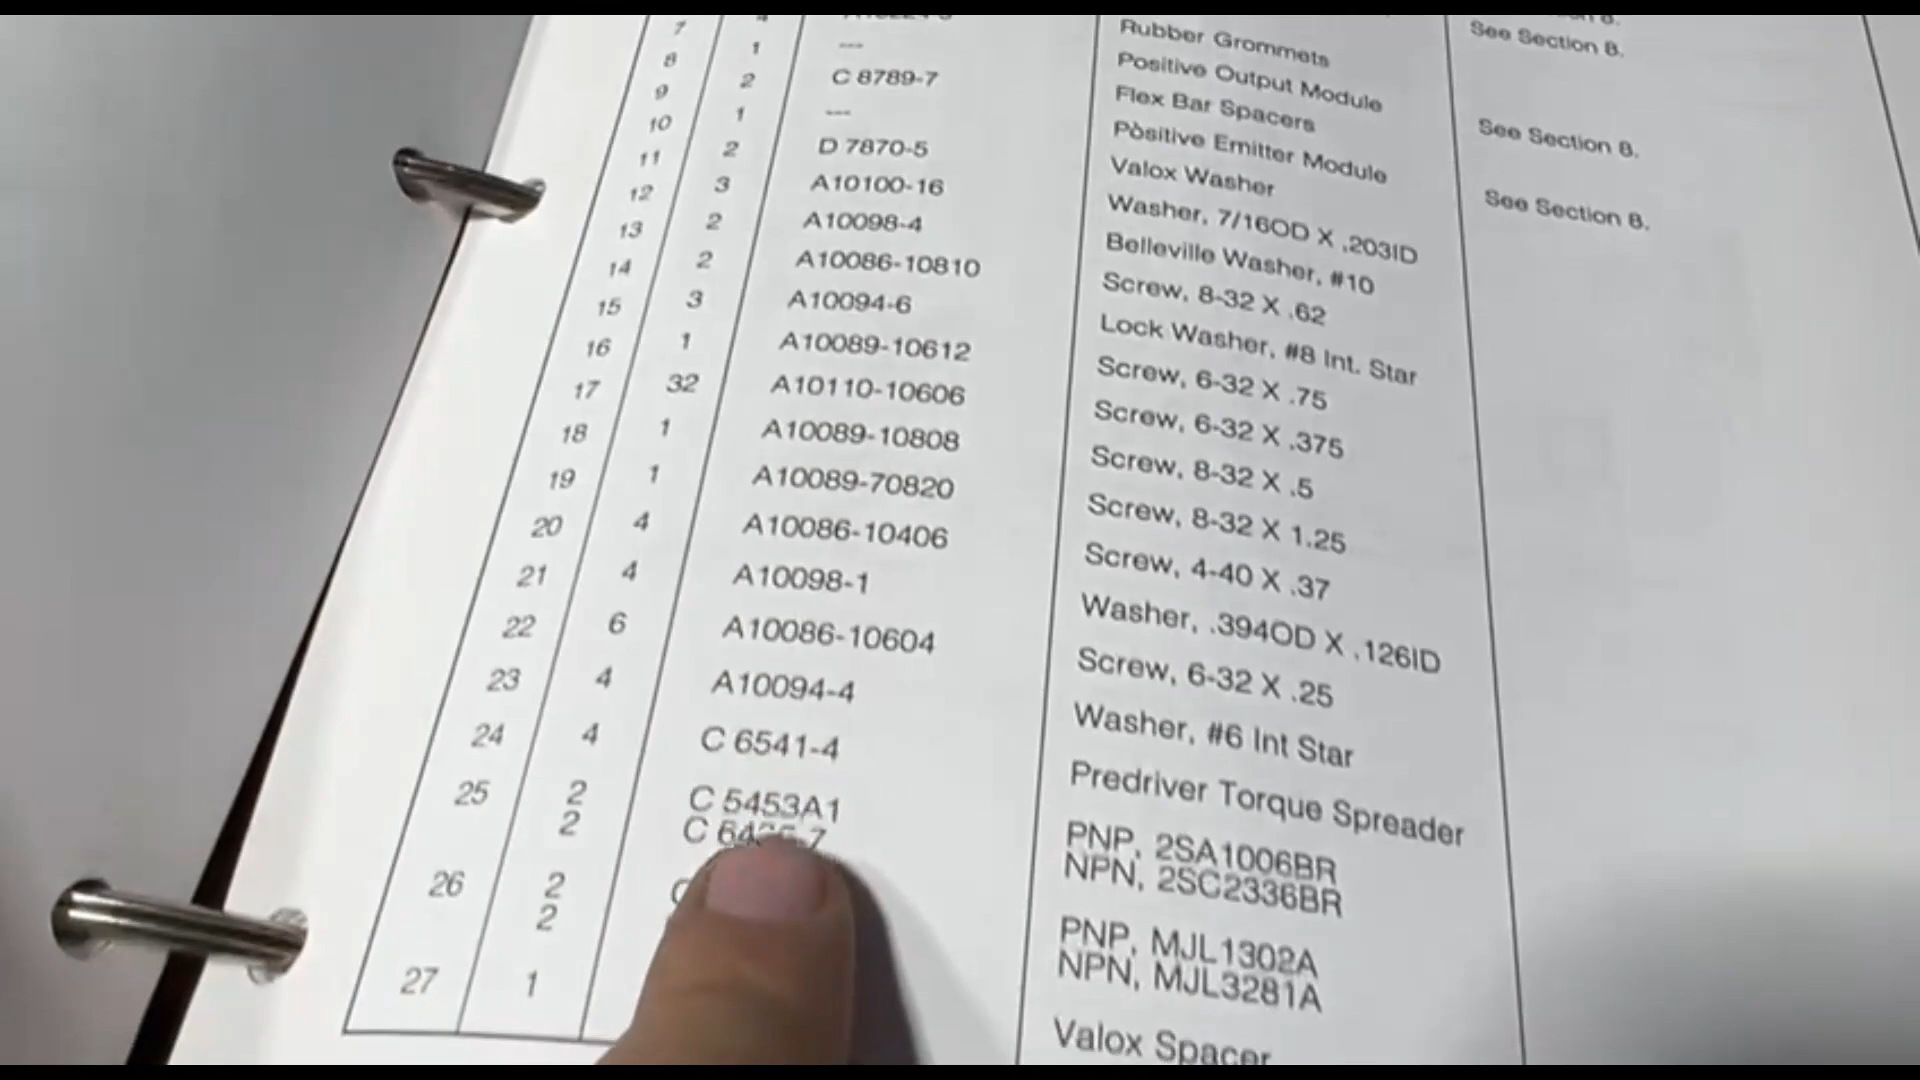 See Section 8.
7 4 Rubber Grommets
8 1 --- Positive Output Module See Section 8.
9 2 C 8789-7 Flex Bar Spacers
10 1 --- Positive Emitter Module See Section 8.
11 2 D 7870-5 Valox Washer
12 3 A10100-16 Washer, 7/16OD X .203ID
13 2 A10098-4 Belleville Washer, #10
14 2 A10086-10810 Screw, 8-32 X .62
15 3 A10094-6 Lock Washer, #8 Int. Star
16 1 A10089-10612 Screw, 6-32 X .75
17 32 A10110-10606 Screw, 6-32 X .375
18 1 A10089-10808 Screw, 8-32 X .5
19 1 A10089-70820 Screw, 8-32 X 1.25
20 4 A10086-10406 Screw, 4-40 X .37
21 4 A10098-1 Washer, .394OD X .126ID
22 6 A10086-10604 Screw, 6-32 X .25
23 4 A10094-4 Washer, #6 Int Star
24 4 C 6541-4 Predriver Torque Spreader
25 2 C 5453A1 PNP, 2SA1006BR
2 C NPN, 2SC2336BR
26 2 PNP, MJL1302A
2 NPN, MJL3281A
27 1 Valox Spacer